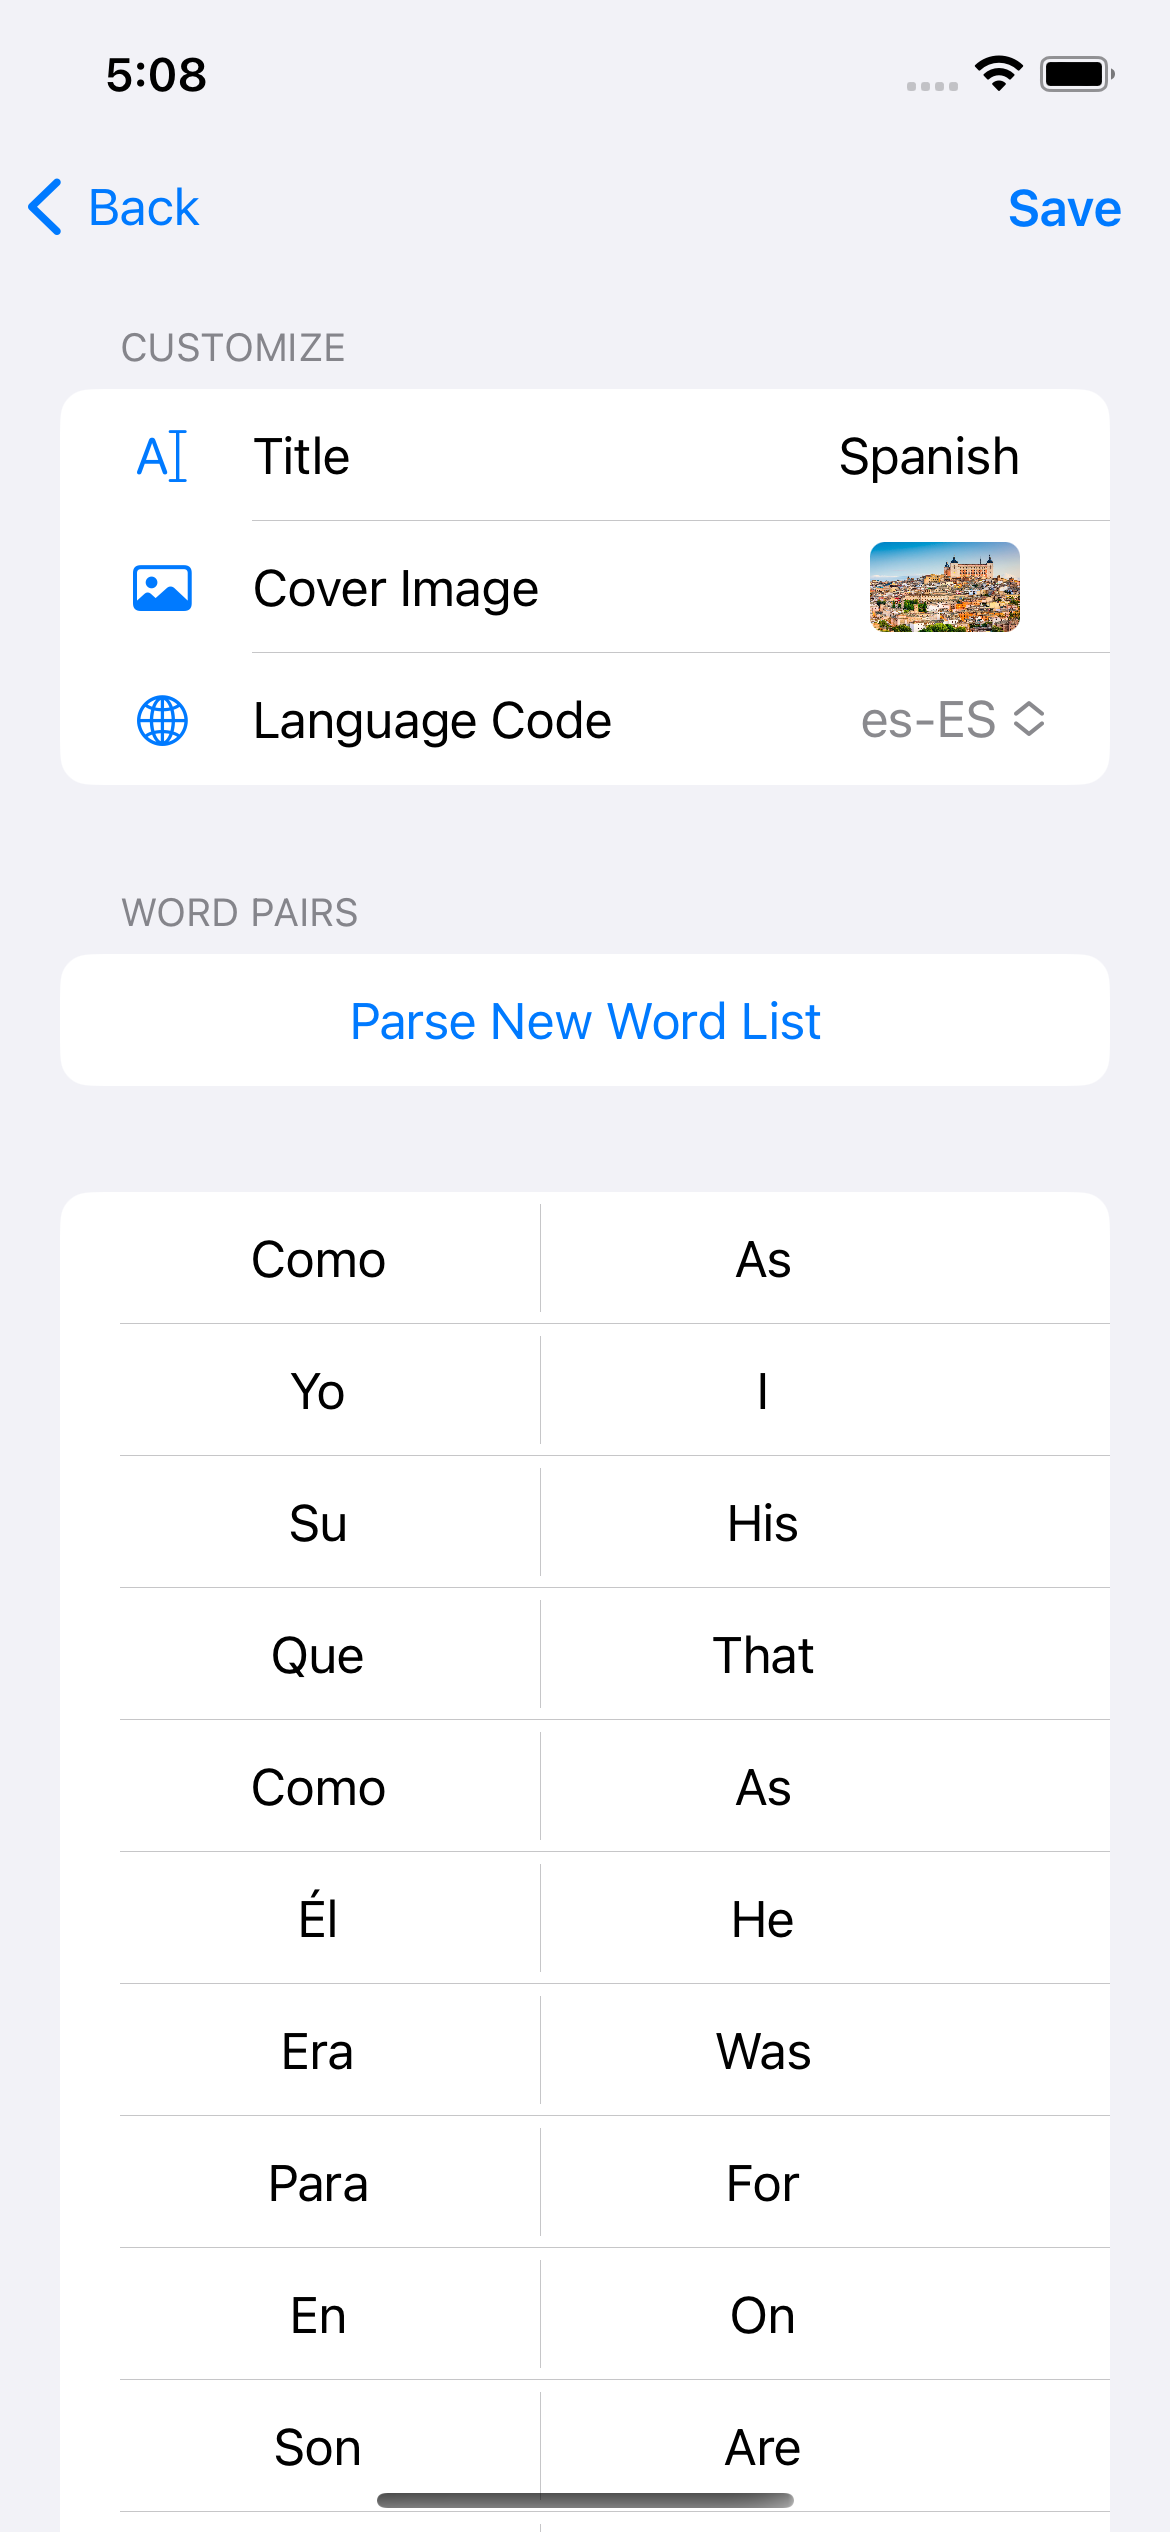 5:08
Back
Save
CUSTOMIZE
Title
Spanish
Cover Image
Language Code
es-ES
WORD PAIRS
Parse New Word List
Como
As
Yo
I
Su
His
Que
That
Como
As
Él
He
Era
Was
Para
For
En
On
Son
Are